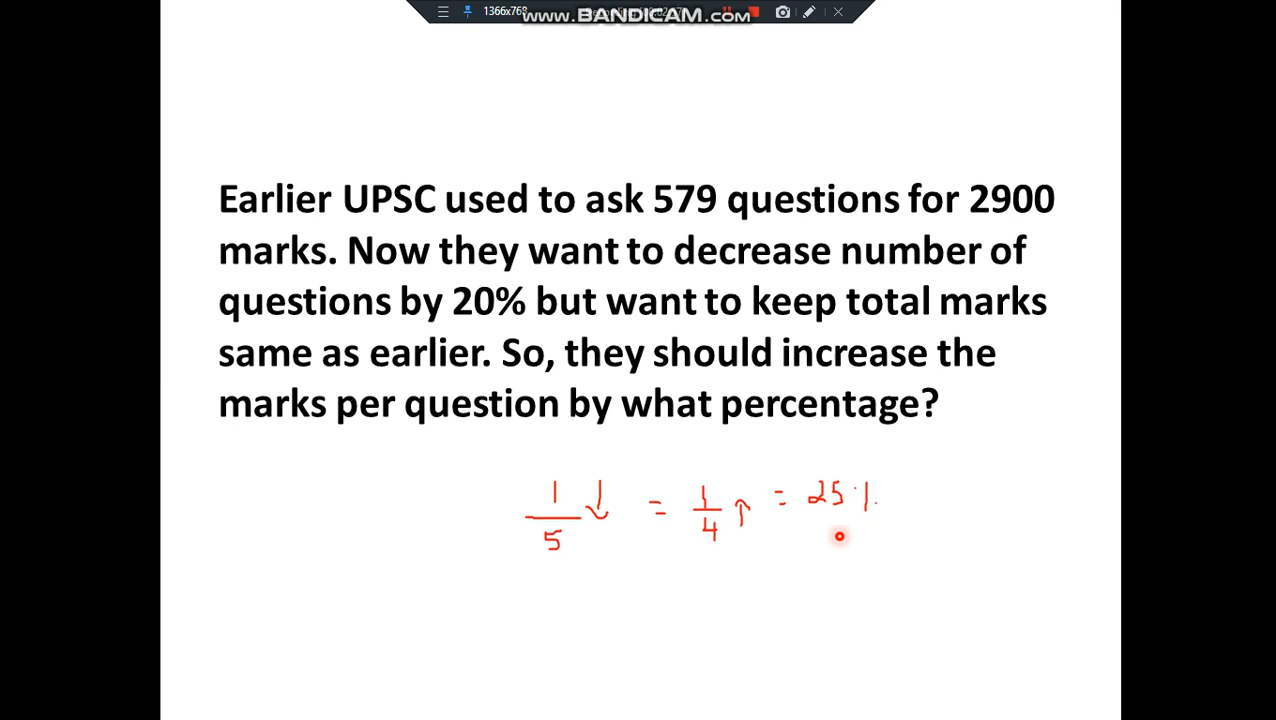 1366x768
www.BANDICAM.com
Earlier UPSC used to ask 579 questions for 2900
marks. Now they want to decrease number of
questions by 20% but want to keep total marks
same as earlier. So, they should increase the
marks per question by what percentage?
1/5 ↓ = 1/4 ↑ = 25%